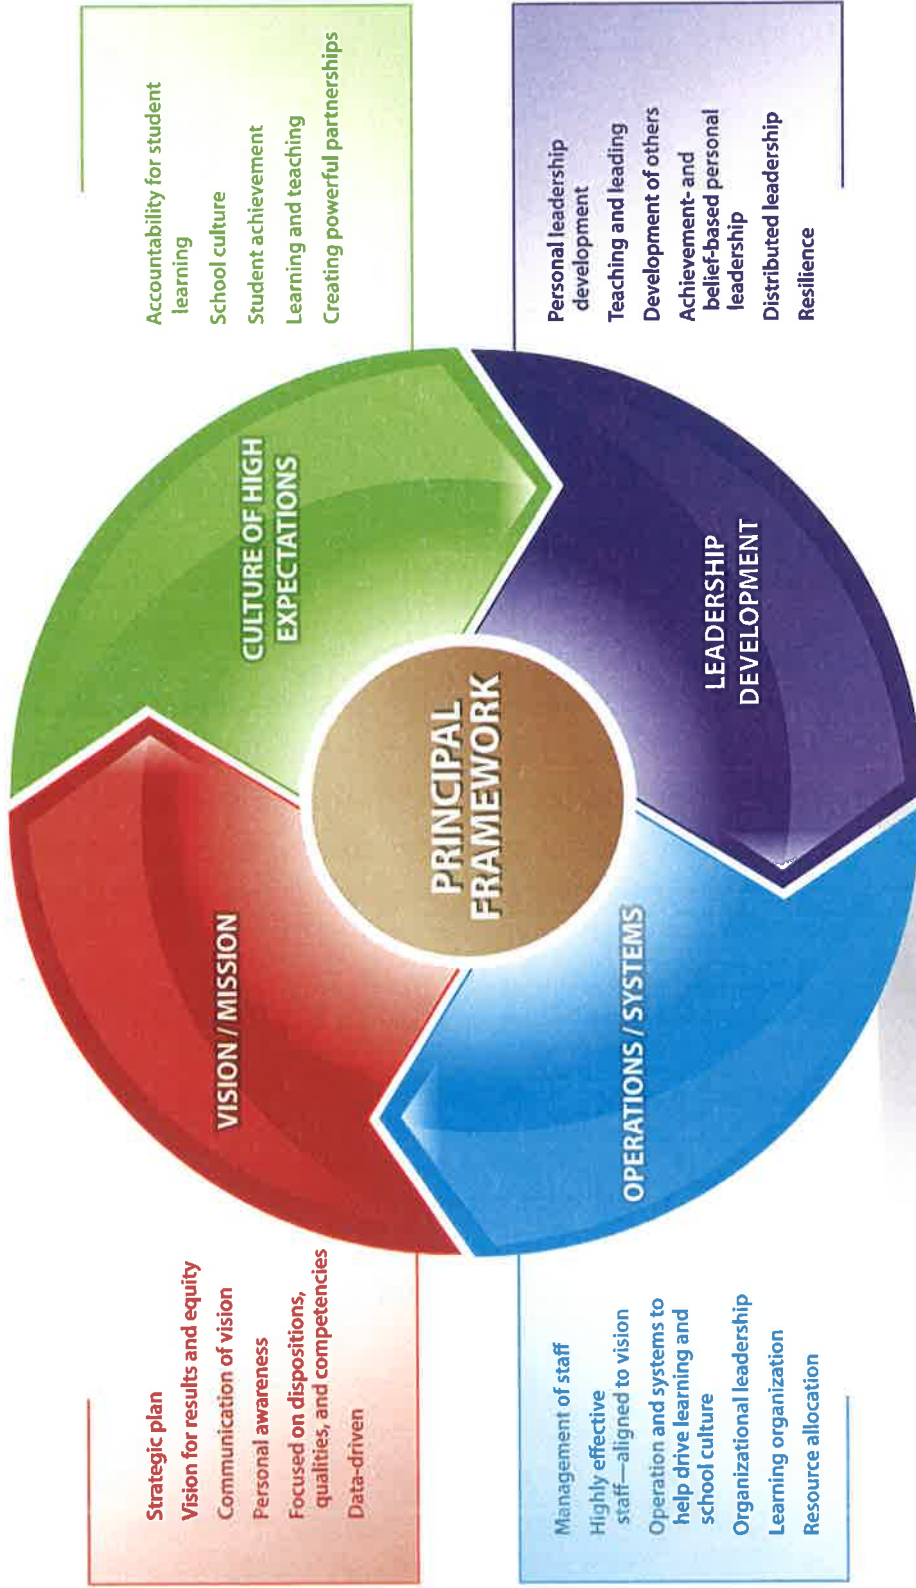 Strategic plan
Vision for results and equity
Communication of vision
Personal awareness
Focused on dispositions,
qualities, and competencies
Data-driven
VISION / MISSION
CULTURE OF HIGH
EXPECTATIONS
Accountability for student
learning
School culture
Student achievement
Learning and teaching
Creating powerful partnerships
PRINCIPAL
FRAMEWORK
Management of staff
Highly effective
staff—aligned to vision
Operation and systems to
help drive learning and
school culture
Organizational leadership
Learning organization
Resource allocation
OPERATIONS / SYSTEMS
LEADERSHIP
DEVELOPMENT
Personal leadership
development
Teaching and leading
Development of others
Achievement- and
belief-based personal
leadership
Distributed leadership
Resilience